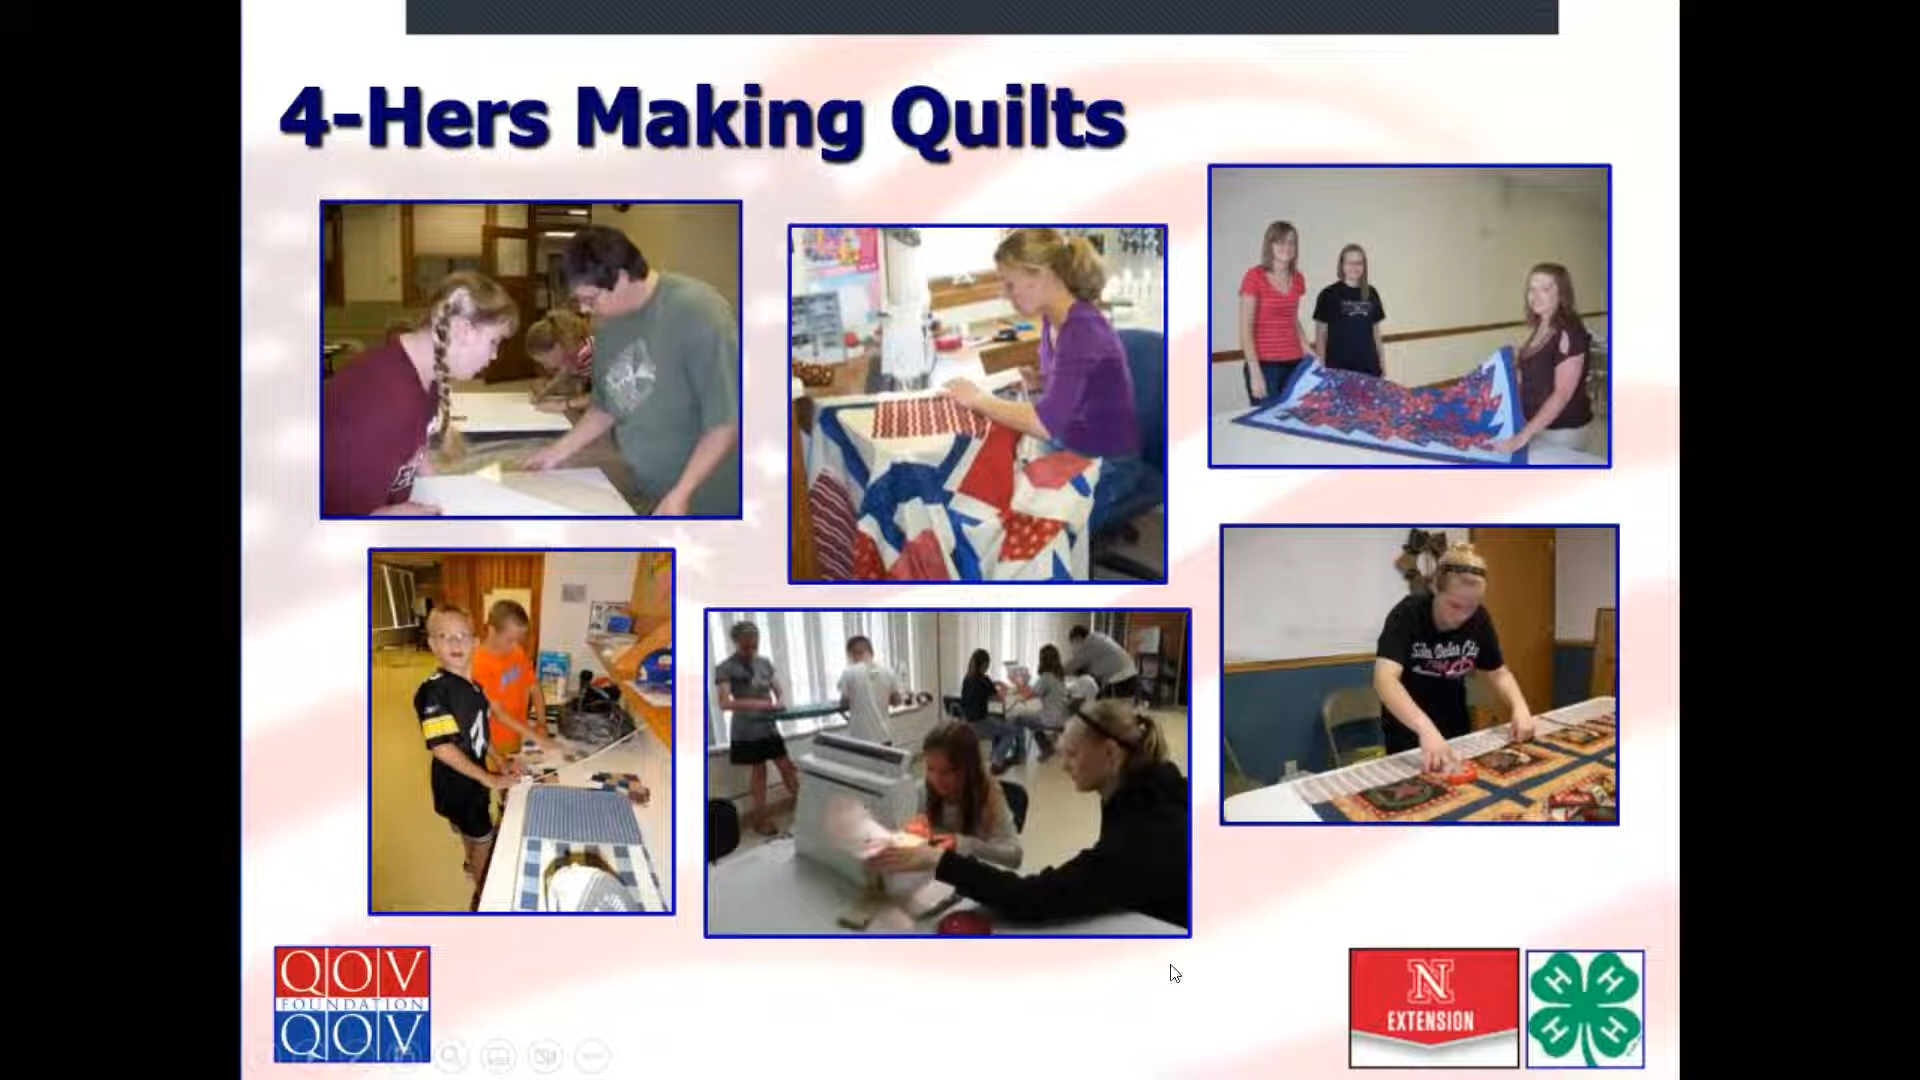 4-Hers Making Quilts
QOV
FOUNDATION
QOV
N
EXTENSION
H H
H H